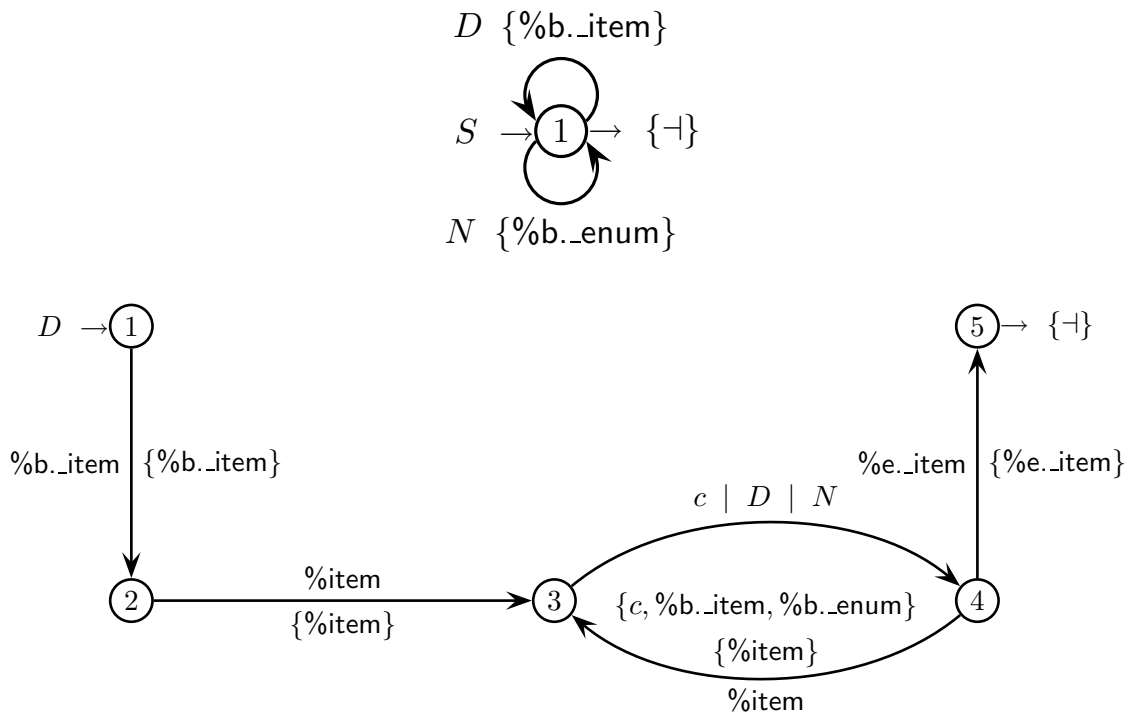 D {%b._item}
S → 1 → {⊣}
N {%b._enum}
D → 1
5 → {⊣}
%b._item {%b._item}
%e._item {%e._item}
c | D | N
2
%item
{%item}
3
{c, %b._item, %b._enum}
4
{%item}
%item